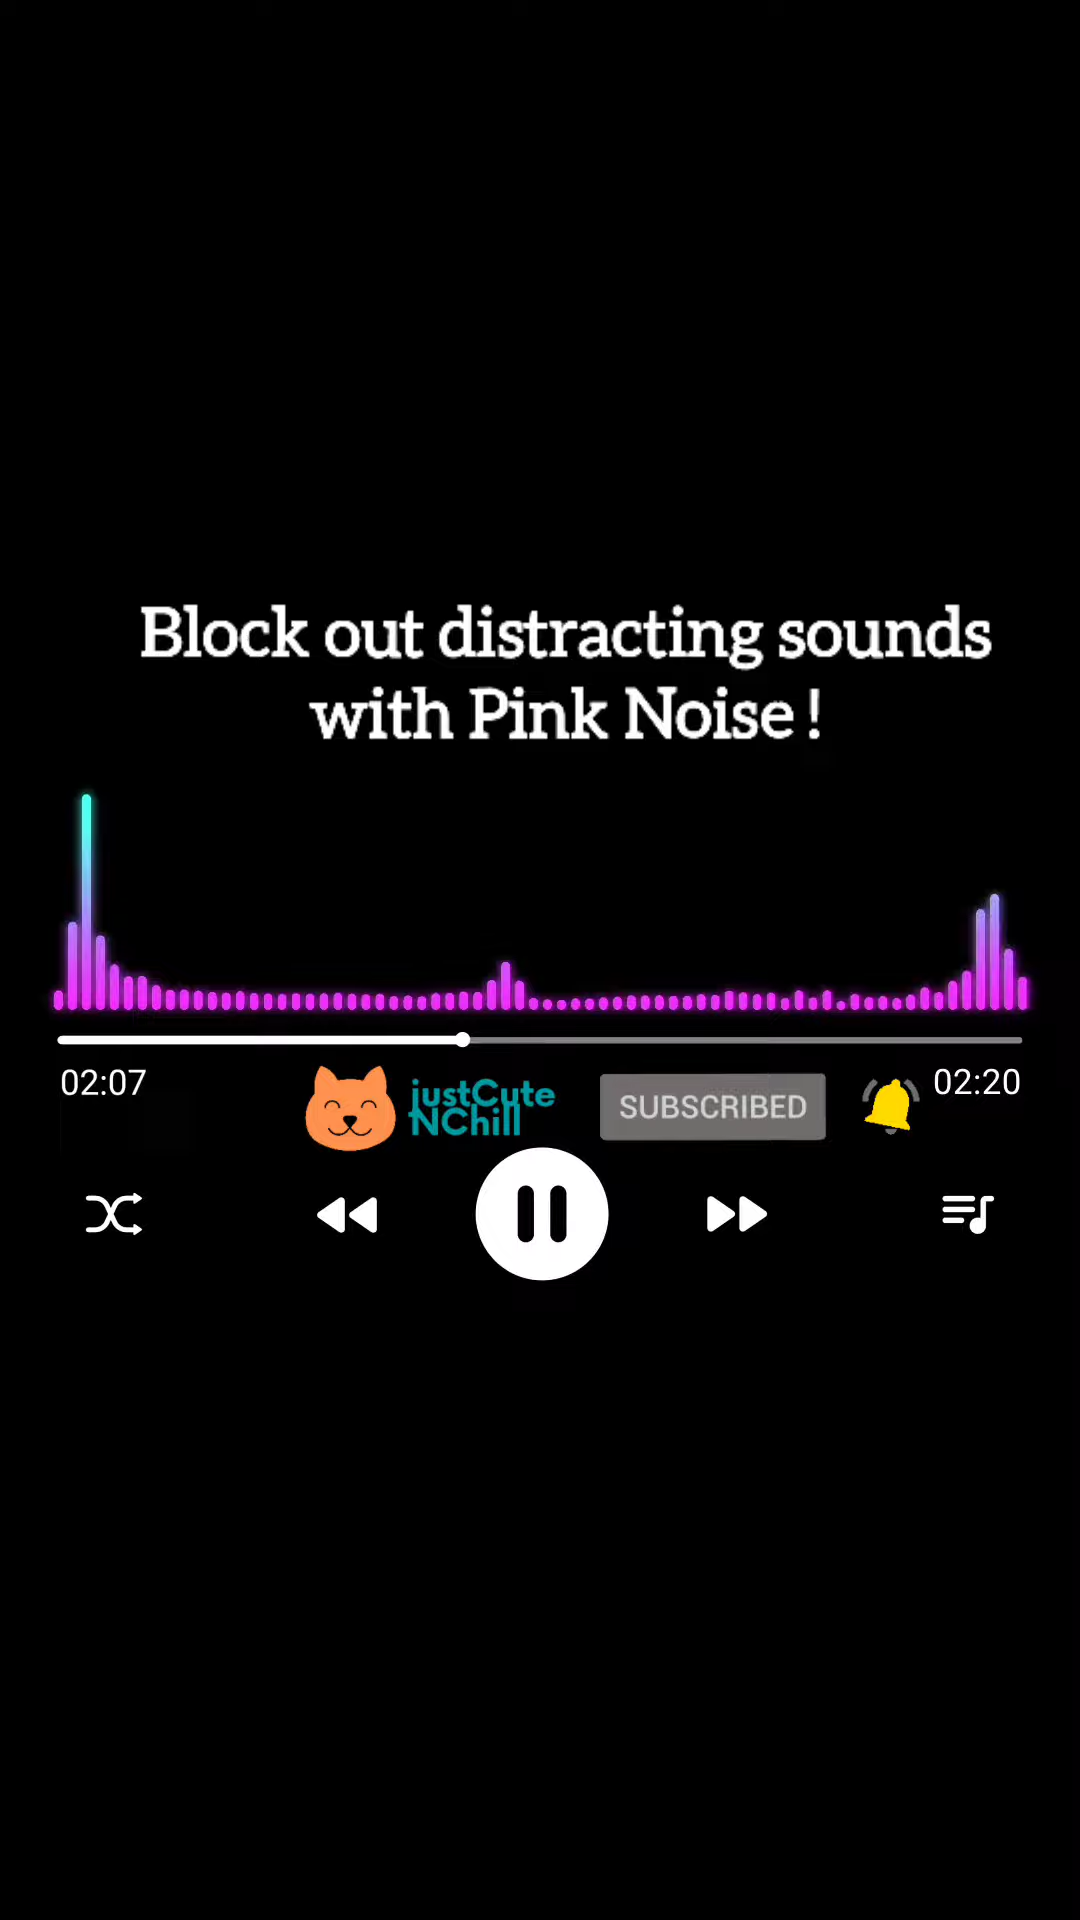 Block out distracting sounds
with Pink Noise!
02:07
justCute
NChill
SUBSCRIBED
02:20